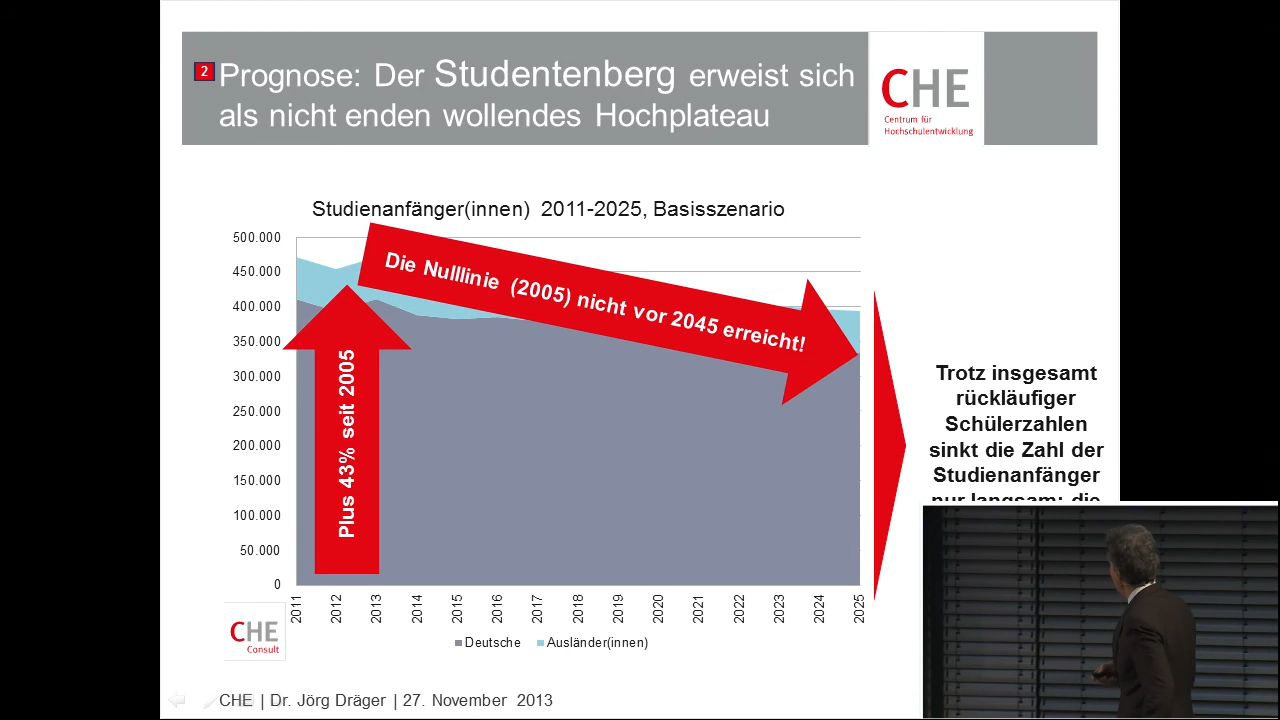 2 Prognose: Der Studentenberg erweist sich
als nicht enden wollendes Hochplateau
CHE
Centrum für
Hochschulentwicklung
Studienanfänger(innen) 2011-2025, Basisszenario
500.000
450.000
400.000
350.000
300.000
250.000
200.000
150.000
100.000
50.000
0
Die Nulllinie (2005) nicht vor 2045 erreicht!
Plus 43% seit 2005
2011 2012 2013 2014 2015 2016 2017 2018 2019 2020 2021 2022 2023 2024 2025
Deutsche Ausländer(innen)
Trotz insgesamt
rückläufiger
Schülerzahlen
sinkt die Zahl der
Studienanfänger
nur langsam; die
CHE
Consult
CHE | Dr. Jörg Dräger | 27. November 2013